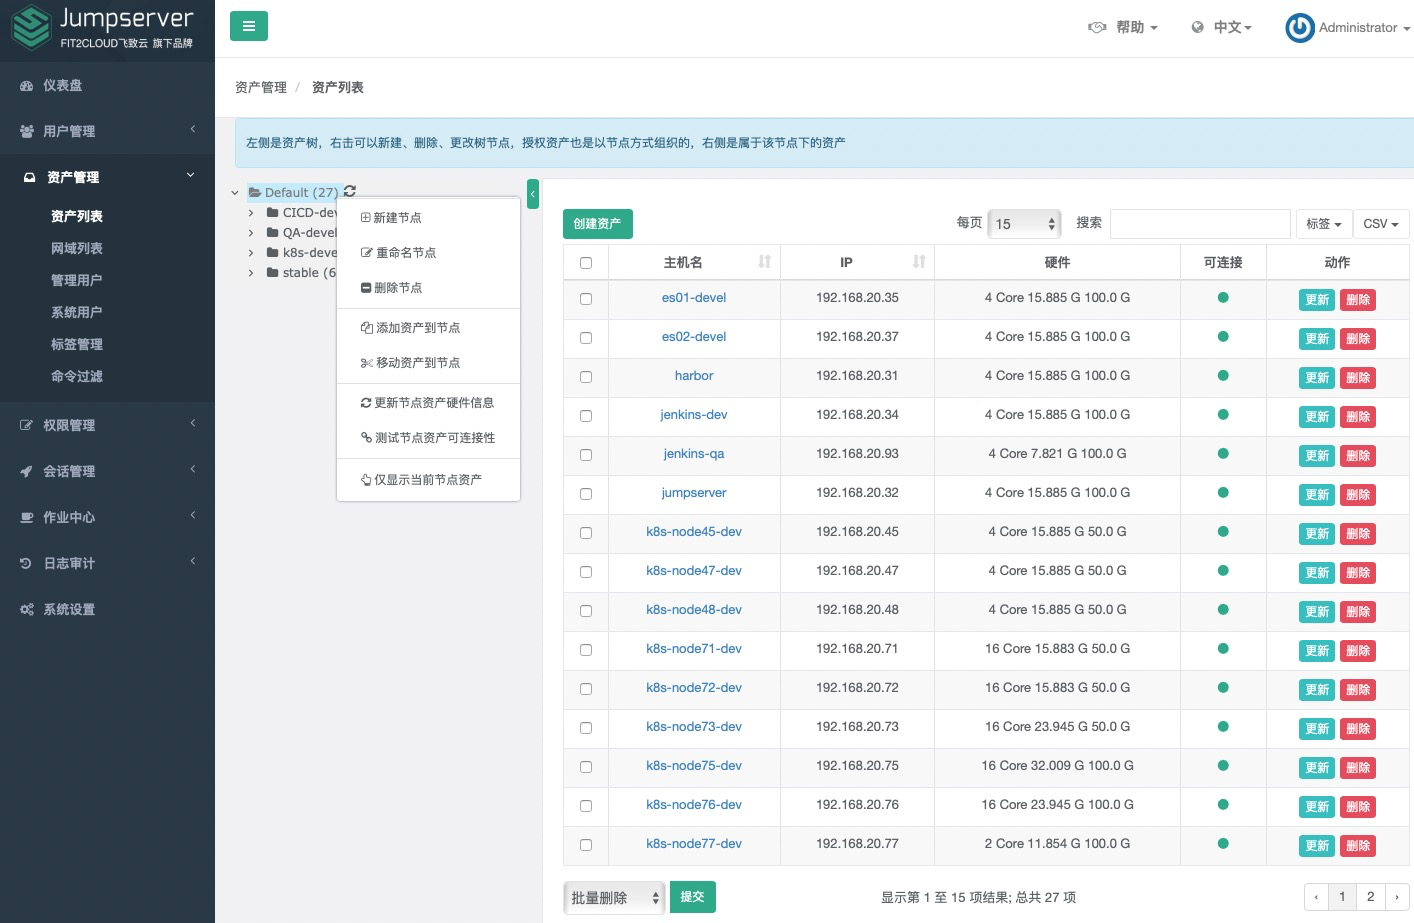 Jumpserver
FIT2CLOUD飞致云 旗下品牌
帮助
中文
Administrator
仪表盘
用户管理
资产管理
资产列表
网域列表
管理用户
系统用户
标签管理
命令过滤
权限管理
会话管理
作业中心
日志审计
系统设置
资产管理 / 资产列表
左侧是资产树，右击可以新建、删除、更改树节点，授权资产也是以节点方式组织的，右侧是属于该节点下的资产
Default (27)
CICD-dev
QA-devel
k8s-deve
stable (6
新建节点
重命名节点
删除节点
添加资产到节点
移动资产到节点
更新节点资产硬件信息
测试节点资产可连接性
仅显示当前节点资产
创建资产 每页 15 搜索 标签 CSV
主机名 IP 硬件 可连接 动作
es01-devel 192.168.20.35 4 Core 15.885 G 100.0 G 更新 删除
es02-devel 192.168.20.37 4 Core 15.885 G 100.0 G 更新 删除
harbor 192.168.20.31 4 Core 15.885 G 100.0 G 更新 删除
jenkins-dev 192.168.20.34 4 Core 15.885 G 100.0 G 更新 删除
jenkins-qa 192.168.20.93 4 Core 7.821 G 100.0 G 更新 删除
jumpserver 192.168.20.32 4 Core 15.885 G 100.0 G 更新 删除
k8s-node45-dev 192.168.20.45 4 Core 15.885 G 50.0 G 更新 删除
k8s-node47-dev 192.168.20.47 4 Core 15.885 G 50.0 G 更新 删除
k8s-node48-dev 192.168.20.48 4 Core 15.885 G 50.0 G 更新 删除
k8s-node71-dev 192.168.20.71 16 Core 15.883 G 50.0 G 更新 删除
k8s-node72-dev 192.168.20.72 16 Core 15.883 G 50.0 G 更新 删除
k8s-node73-dev 192.168.20.73 16 Core 23.945 G 50.0 G 更新 删除
k8s-node75-dev 192.168.20.75 16 Core 32.009 G 100.0 G 更新 删除
k8s-node76-dev 192.168.20.76 16 Core 23.945 G 100.0 G 更新 删除
k8s-node77-dev 192.168.20.77 2 Core 11.854 G 100.0 G 更新 删除
批量删除 提交 显示第 1 至 15 项结果; 总共 27 项 ‹ 1 2 ›